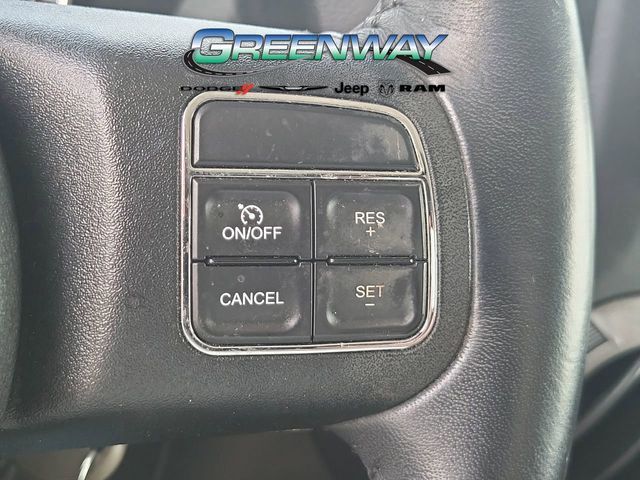 GREENWAY
DODGE Jeep RAM
ON/OFF RES +
CANCEL SET –